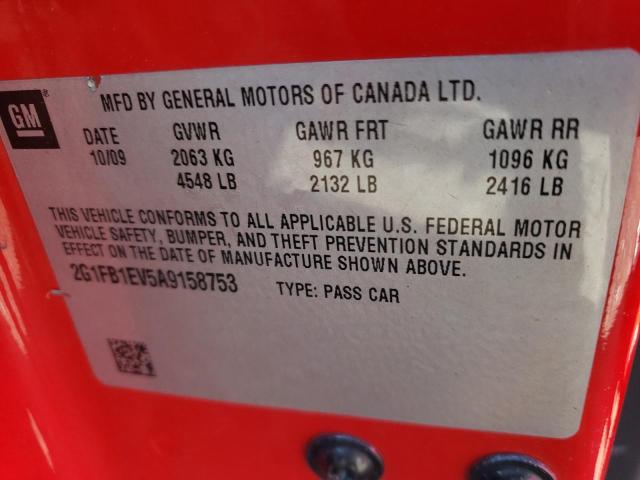 GM®
MFD BY GENERAL MOTORS OF CANADA LTD.
DATE GVWR GAWR FRT GAWR RR
10/09 2063 KG 967 KG 1096 KG
4548 LB 2132 LB 2416 LB
THIS VEHICLE CONFORMS TO ALL APPLICABLE U.S. FEDERAL MOTOR
VEHICLE SAFETY, BUMPER, AND THEFT PREVENTION STANDARDS IN
EFFECT ON THE DATE OF MANUFACTURE SHOWN ABOVE.
2G1FB1EV5A9158753 TYPE: PASS CAR